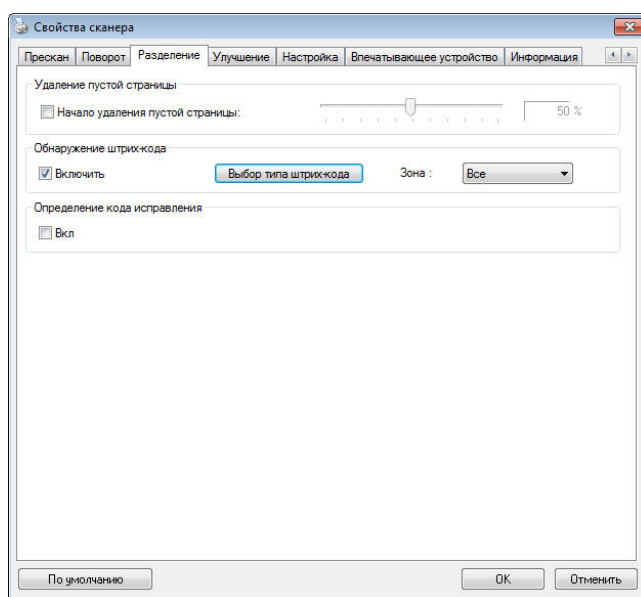 Свойства сканера
Прескан Поворот Разделение Улучшение Настройка Впечатывающее устройство Информация
Удаление пустой страницы
Начало удаления пустой страницы: 50 %
Обнаружение штрих-кода
Включить Выбор типа штрих-кода Зона : Все
Определение кода исправления
Вкл
По умолчанию OK Отменить